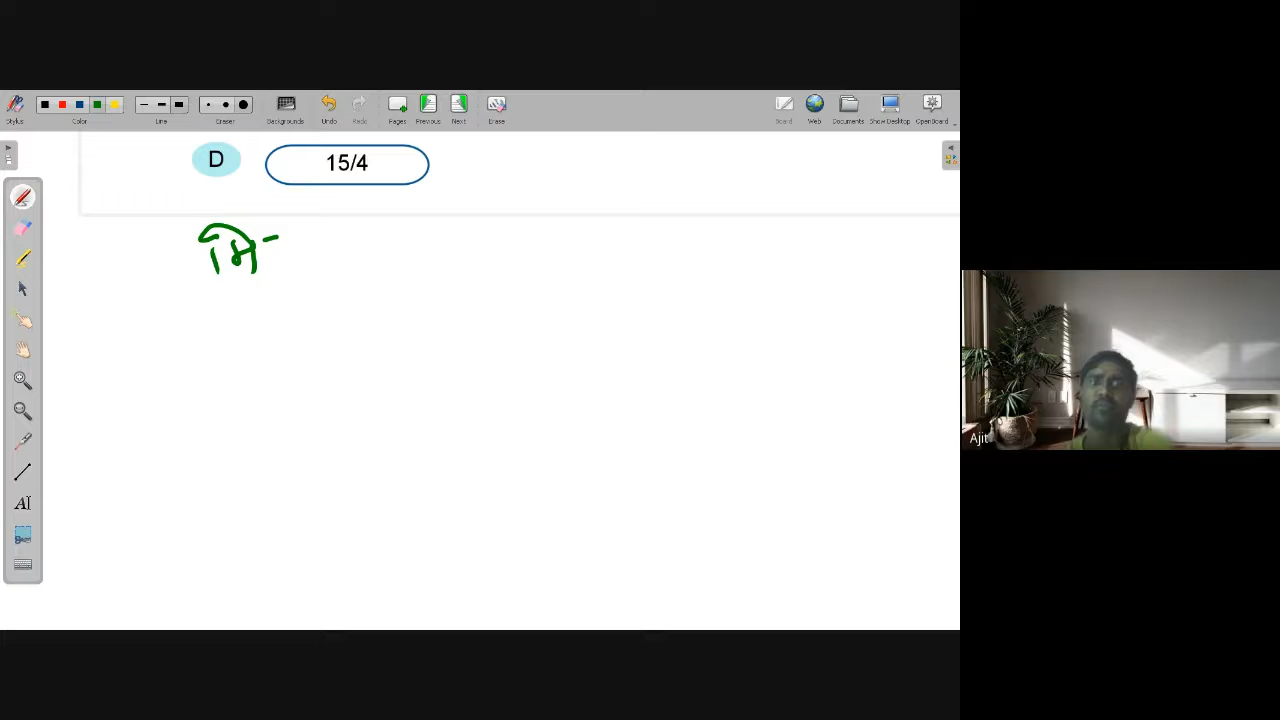 Stylus
Color
Line
Eraser
Backgrounds
Undo
Redo
Pages
Previous
Next
Erase
Board
Web
Documents
Show Desktop
OpenBoard
D
15/4
मि-
AI
Ajit